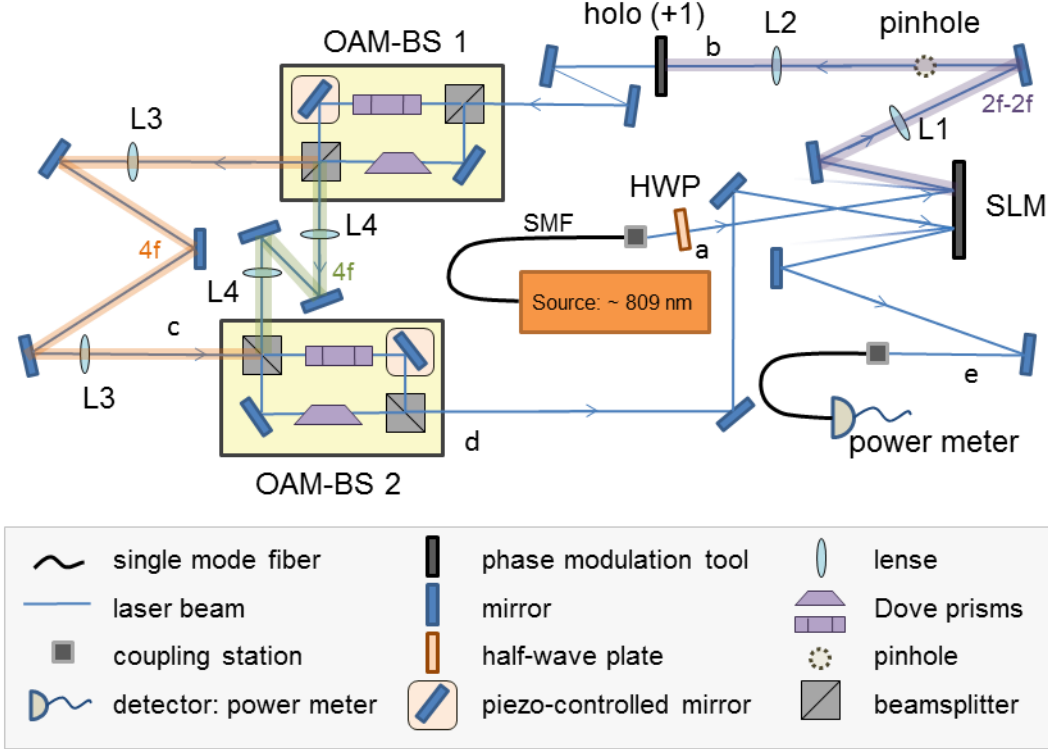 holo (+1)
b
L2
pinhole
OAM-BS 1
2f-2f
L1
L3
HWP
SLM
SMF
a
L4
4f
4f
L4
Source: ~ 809 nm
c
L3
e
d
power meter
OAM-BS 2
single mode fiber
phase modulation tool
lense
laser beam
mirror
Dove prisms
coupling station
half-wave plate
pinhole
detector: power meter
piezo-controlled mirror
beamsplitter